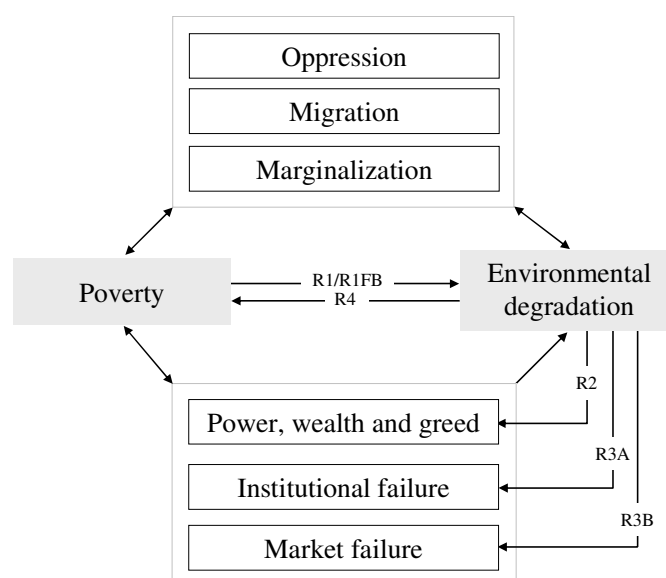 Oppression
Migration
Marginalization
Poverty
R1/R1FB
R4
Environmental
degradation
R2
Power, wealth and greed
R3A
Institutional failure
R3B
Market failure